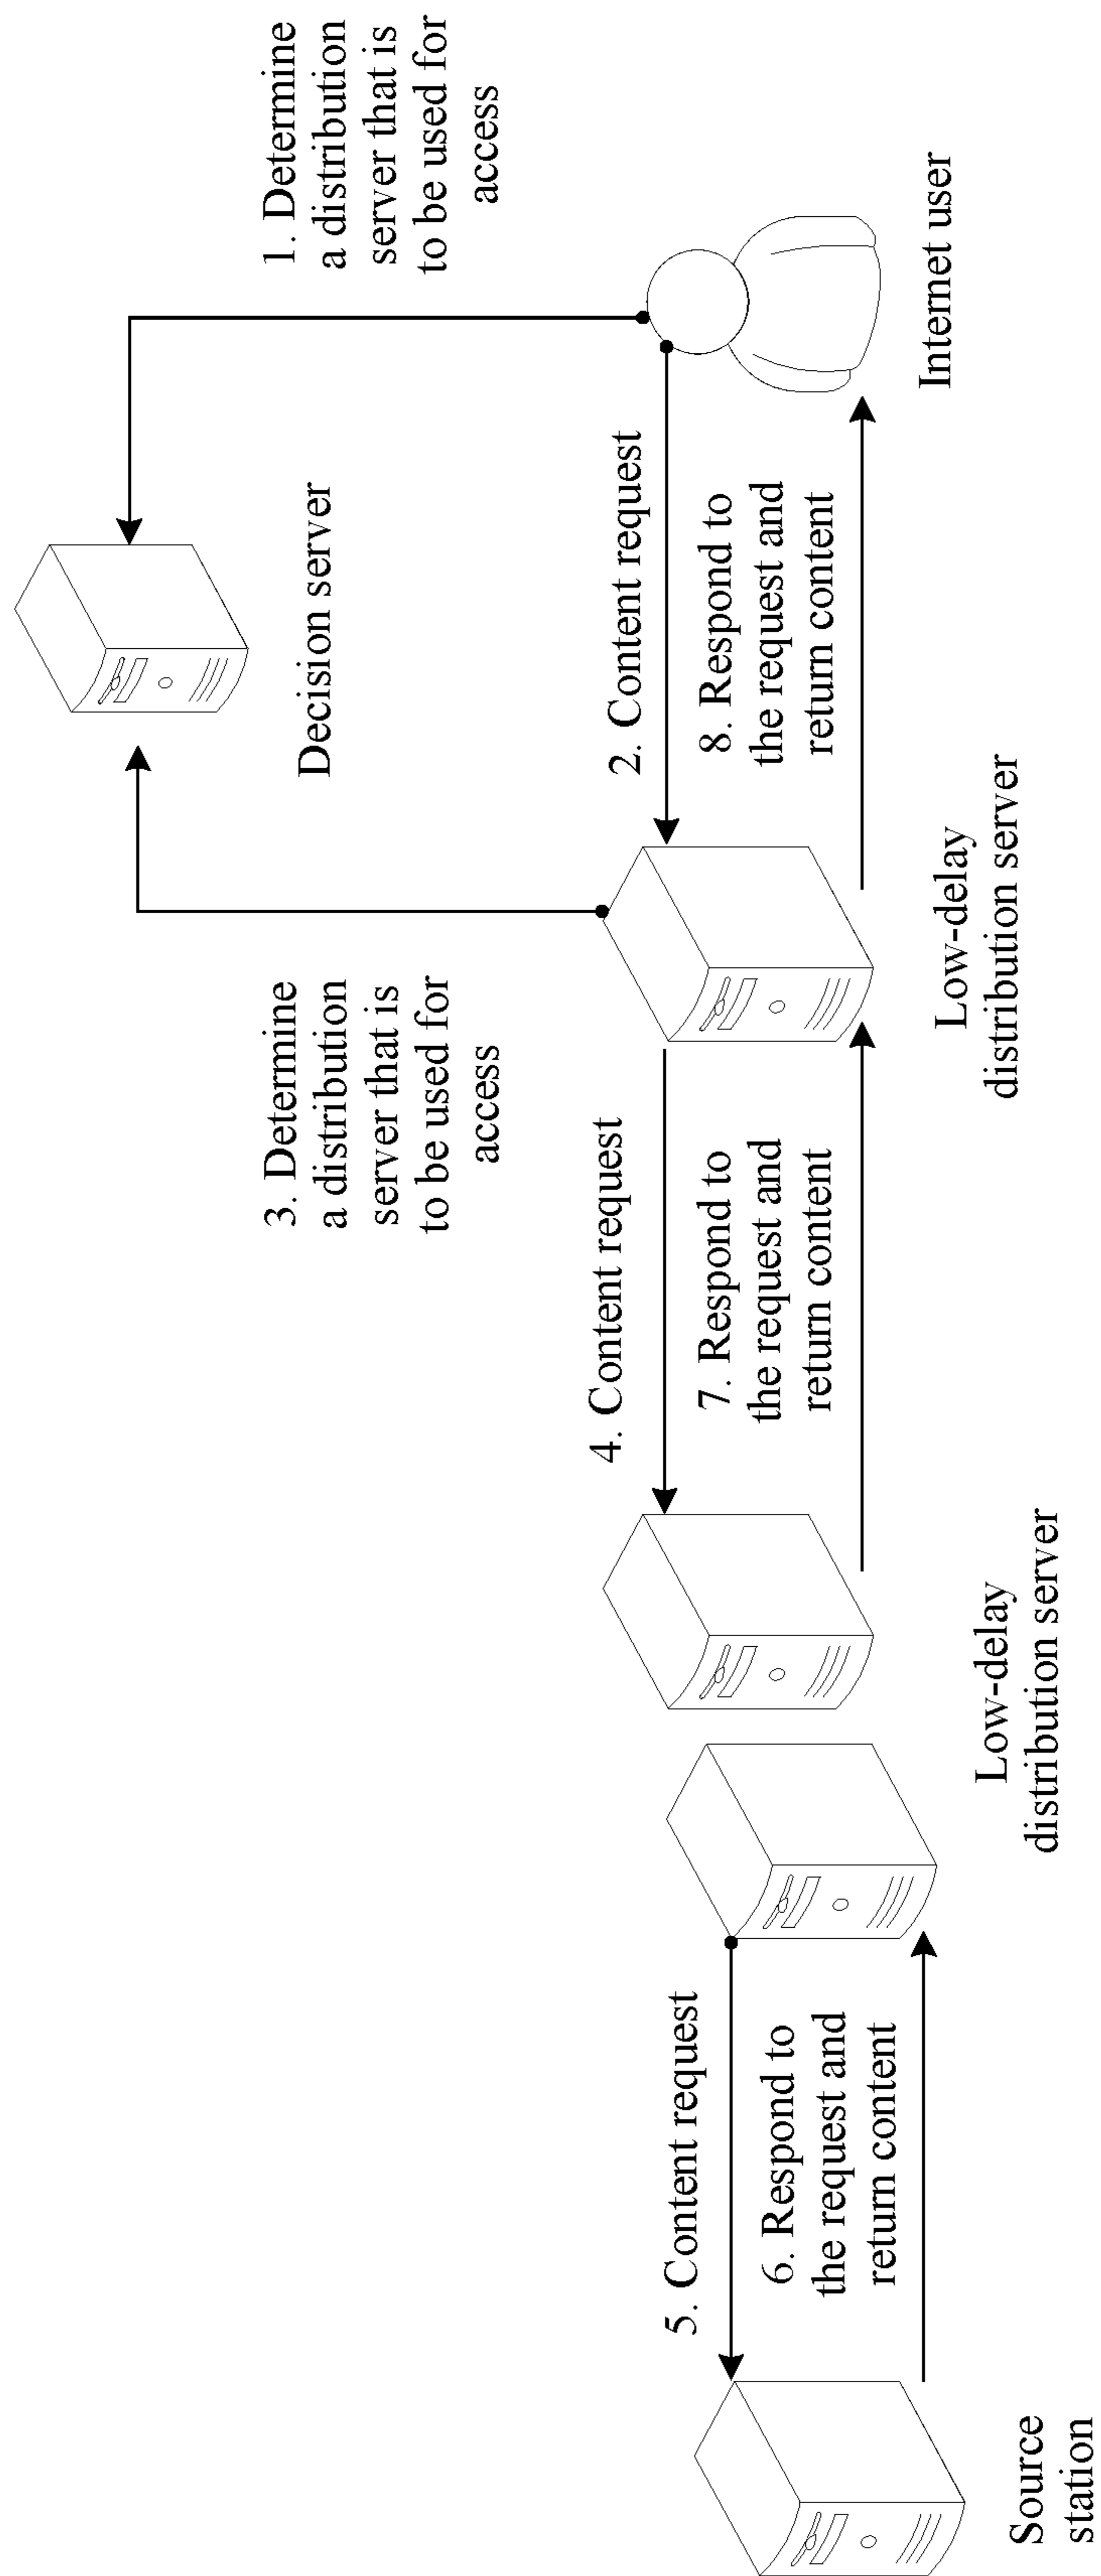 1. Determine
a distribution
server that is
to be used for
access
3. Determine
a distribution
server that is
to be used for
access
Decision server
2. Content request
8. Respond to
the request and
return content
4. Content request
7. Respond to
the request and
return content
5. Content request
6. Respond to
the request and
return content
Internet user
Low-delay
distribution server
Low-delay
distribution server
Source
station